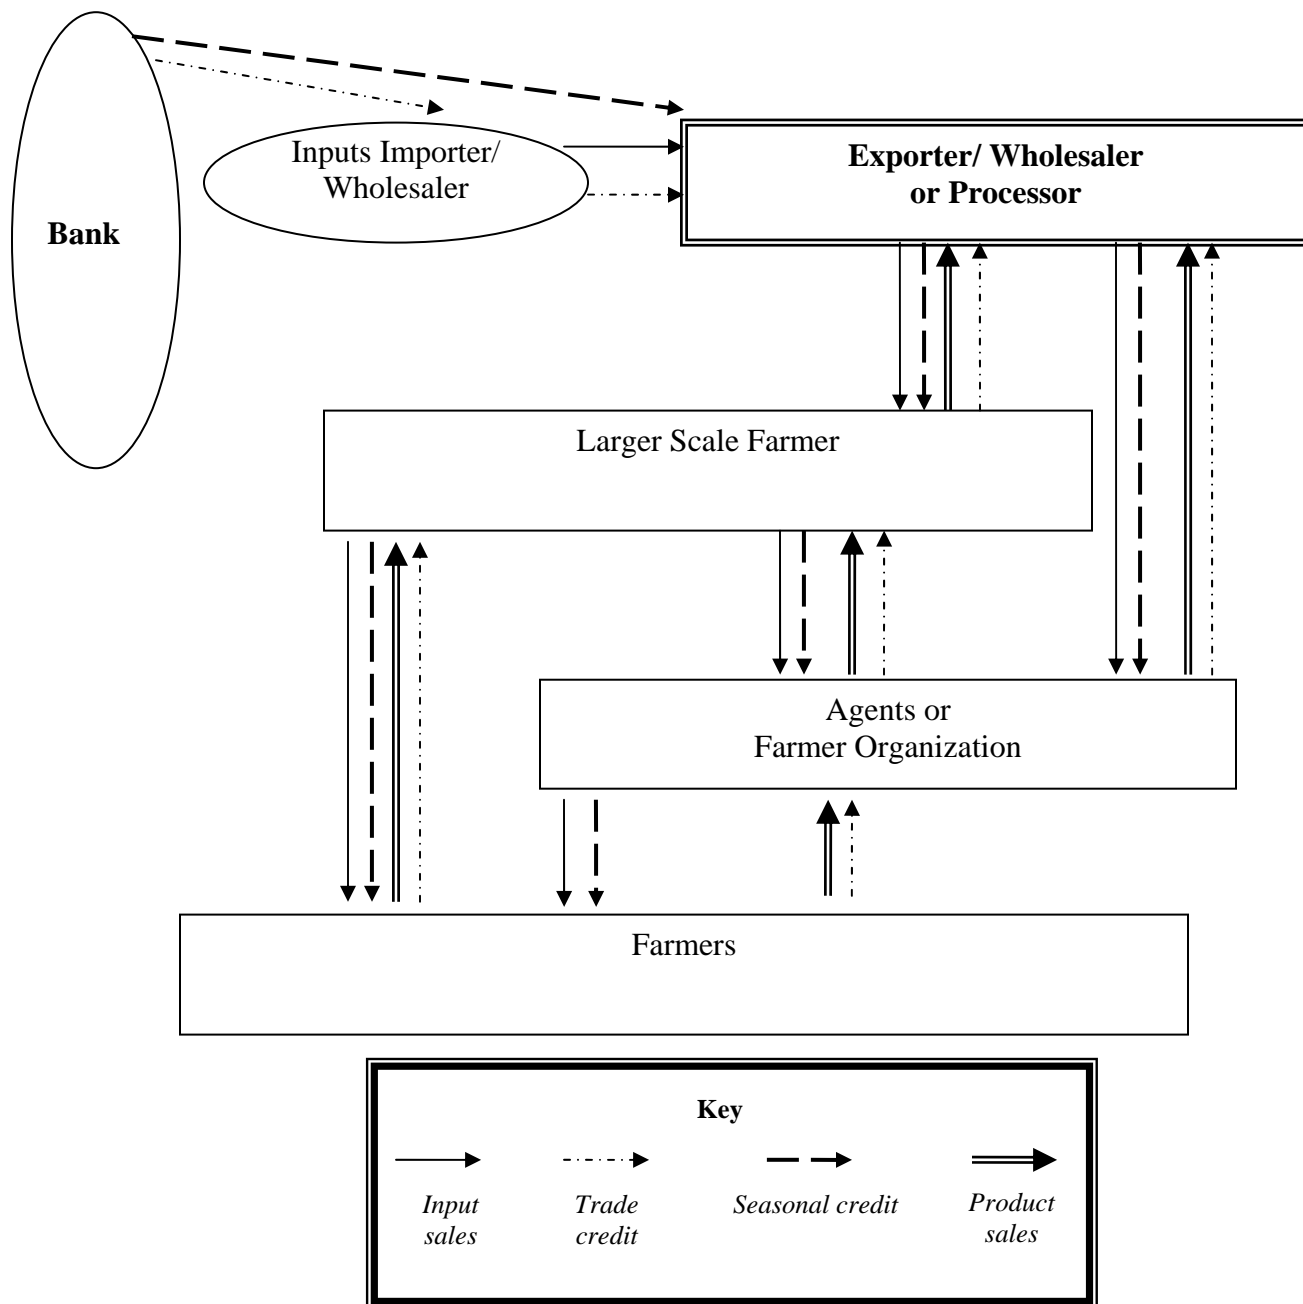 Inputs Importer/
Wholesaler
Exporter/ Wholesaler
or Processor
Bank
Larger Scale Farmer
Agents or
Farmer Organization
Farmers
Key
Input
sales
Trade
credit
Seasonal credit
Product
sales